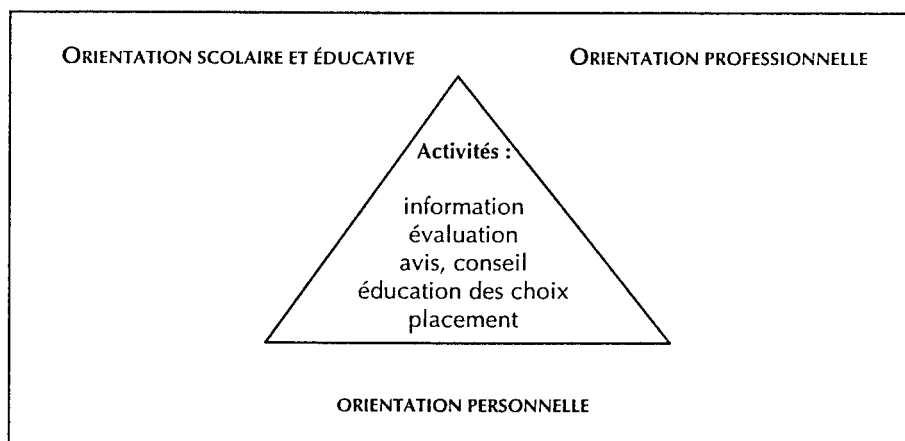 ORIENTATION SCOLAIRE ET ÉDUCATIVE
ORIENTATION PROFESSIONNELLE
Activités :
information
évaluation
avis, conseil
éducation des choix
placement
ORIENTATION PERSONNELLE